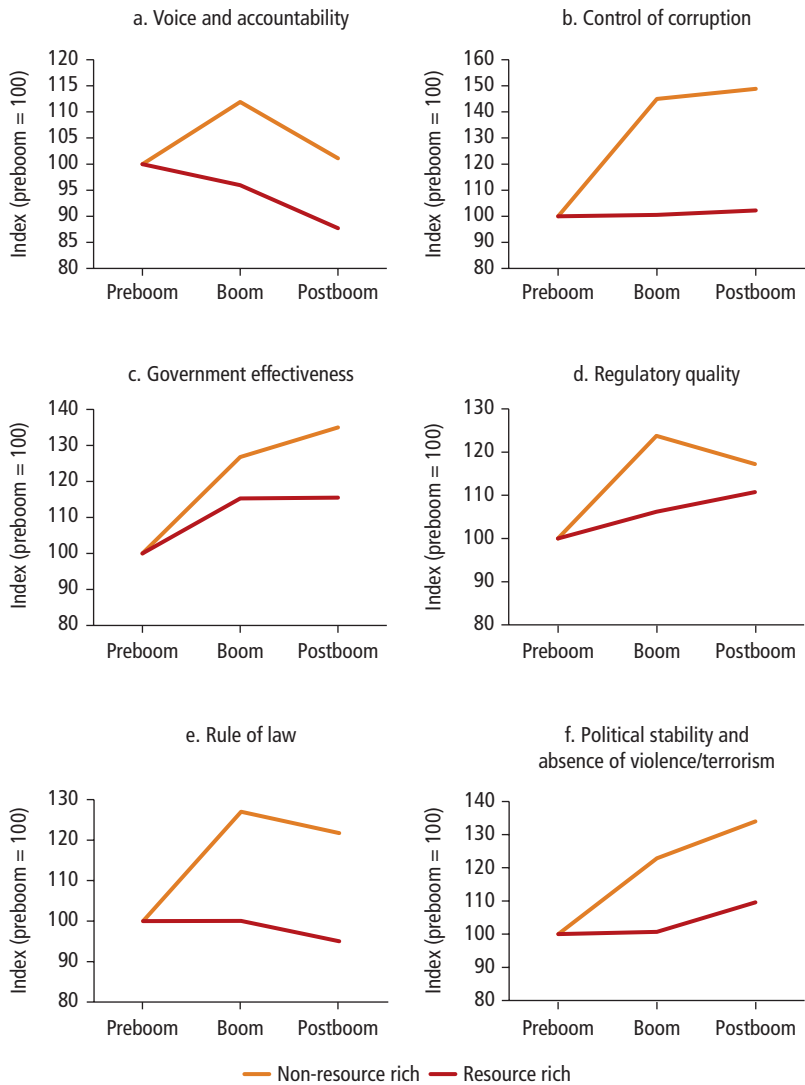 a. Voice and accountability
Index (preboom = 100)
120
115
110
105
100
95
90
85
80
Preboom Boom Postboom
b. Control of corruption
Index (preboom = 100)
160
150
140
130
120
110
100
90
80
Preboom Boom Postboom
c. Government effectiveness
Index (preboom = 100)
140
130
120
110
100
90
80
Preboom Boom Postboom
d. Regulatory quality
Index (preboom = 100)
130
120
110
100
90
80
Preboom Boom Postboom
e. Rule of law
Index (preboom = 100)
130
120
110
100
90
80
Preboom Boom Postboom
f. Political stability and
absence of violence/terrorism
Index (preboom = 100)
140
130
120
110
100
90
80
Preboom Boom Postboom
Non-resource rich Resource rich